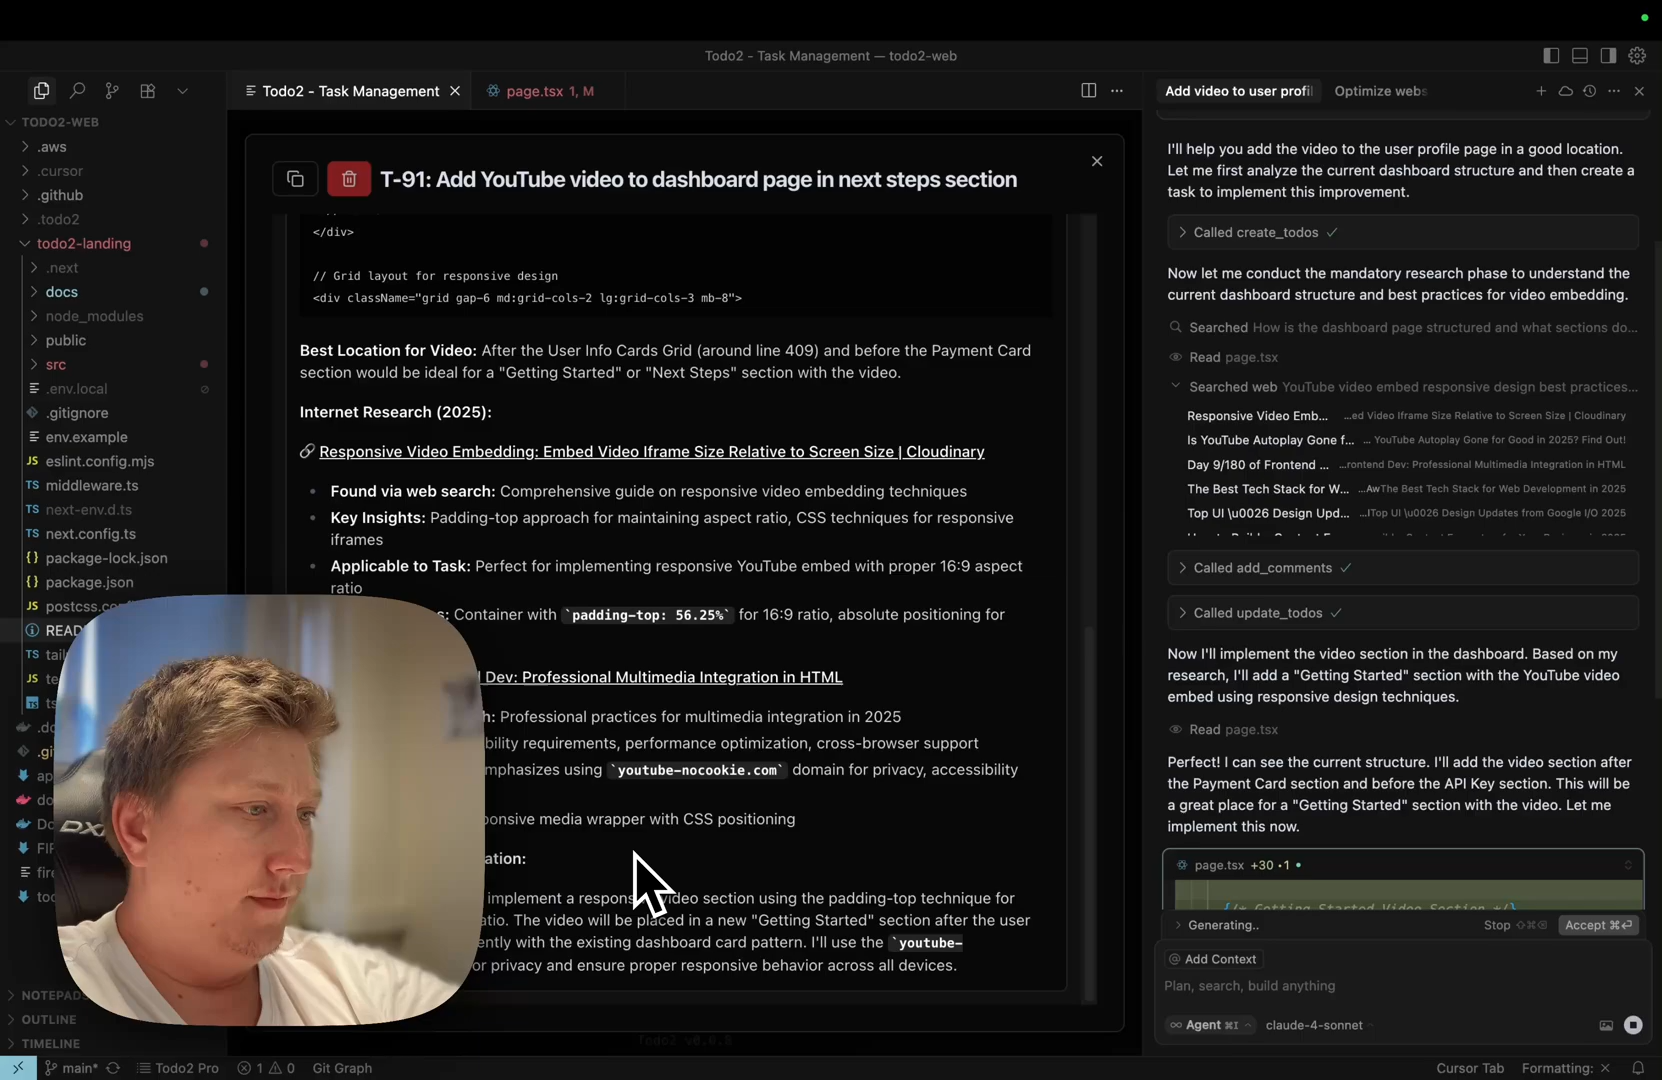 Todo2 - Task Management — todo2-web
Todo2 - Task Management
page.tsx 1, M
TODO2-WEB
.aws
.cursor
.github
.todo2
todo2-landing
.next
docs
node_modules
public
src
.env.local
.gitignore
env.example
JS eslint.config.mjs
TS middleware.ts
TS next-env.d.ts
TS next.config.ts
{} package-lock.json
{} package.json
JS
READ
TS
JS
NOTEPADS
OUTLINE
TIMELINE
T-91: Add YouTube video to dashboard page in next steps section
</div>
// Grid layout for responsive design
<div className="grid gap-6 md:grid-cols-2 lg:grid-cols-3 mb-8">
Best Location for Video: After the User Info Cards Grid (around line 409) and before the Payment Card
section would be ideal for a "Getting Started" or "Next Steps" section with the video.
Internet Research (2025):
Responsive Video Embedding: Embed Video Iframe Size Relative to Screen Size | Cloudinary
Found via web search: Comprehensive guide on responsive video embedding techniques
Key Insights: Padding-top approach for maintaining aspect ratio, CSS techniques for responsive
iframes
Applicable to Task: Perfect for implementing responsive YouTube embed with proper 16:9 aspect
ratio
Container with `padding-top: 56.25%` for 16:9 ratio, absolute positioning for
Dev: Professional Multimedia Integration in HTML
Professional practices for multimedia integration in 2025
requirements, performance optimization, cross-browser support
using `youtube-nocookie.com` domain for privacy, accessibility
media wrapper with CSS positioning
implement a responsive video section using the padding-top technique for
The video will be placed in a new "Getting Started" section after the user
with the existing dashboard card pattern. I'll use the `youtube-
or privacy and ensure proper responsive behavior across all devices.
Todo2 v0.0.5
Add video to user profil
Optimize webs
I'll help you add the video to the user profile page in a good location.
Let me first analyze the current dashboard structure and then create a
task to implement this improvement.
Called create_todos
Now let me conduct the mandatory research phase to understand the
current dashboard structure and best practices for video embedding.
Searched How is the dashboard page structured and what sections do...
Read page.tsx
Searched web YouTube video embed responsive design best practices...
Responsive Video Emb... ...ed Video Iframe Size Relative to Screen Size | Cloudinary
Is YouTube Autoplay Gone f... ... YouTube Autoplay Gone for Good in 2025? Find Out!
Day 9/180 of Frontend ... ...rontend Dev: Professional Multimedia Integration in HTML
The Best Tech Stack for W... ...AwThe Best Tech Stack for Web Development in 2025
Top UI \u0026 Design Upd... ...ITop UI \u0026 Design Updates from Google I/O 2025
Called add_comments
Called update_todos
Now I'll implement the video section in the dashboard. Based on my
research, I'll add a "Getting Started" section with the YouTube video
embed using responsive design techniques.
Read page.tsx
Perfect! I can see the current structure. I'll add the video section after
the Payment Card section and before the API Key section. This will be
a great place for a "Getting Started" section with the video. Let me
implement this now.
page.tsx +30 -1
{/* Getting Started Video Section */}
Generating..
Stop ⇧⌘⌫
Accept ⌘⏎
@ Add Context
Plan, search, build anything
∞ Agent ⌘I
claude-4-sonnet
main*
Todo2 Pro
1
0
Git Graph
Cursor Tab
Formatting: ✕
DX